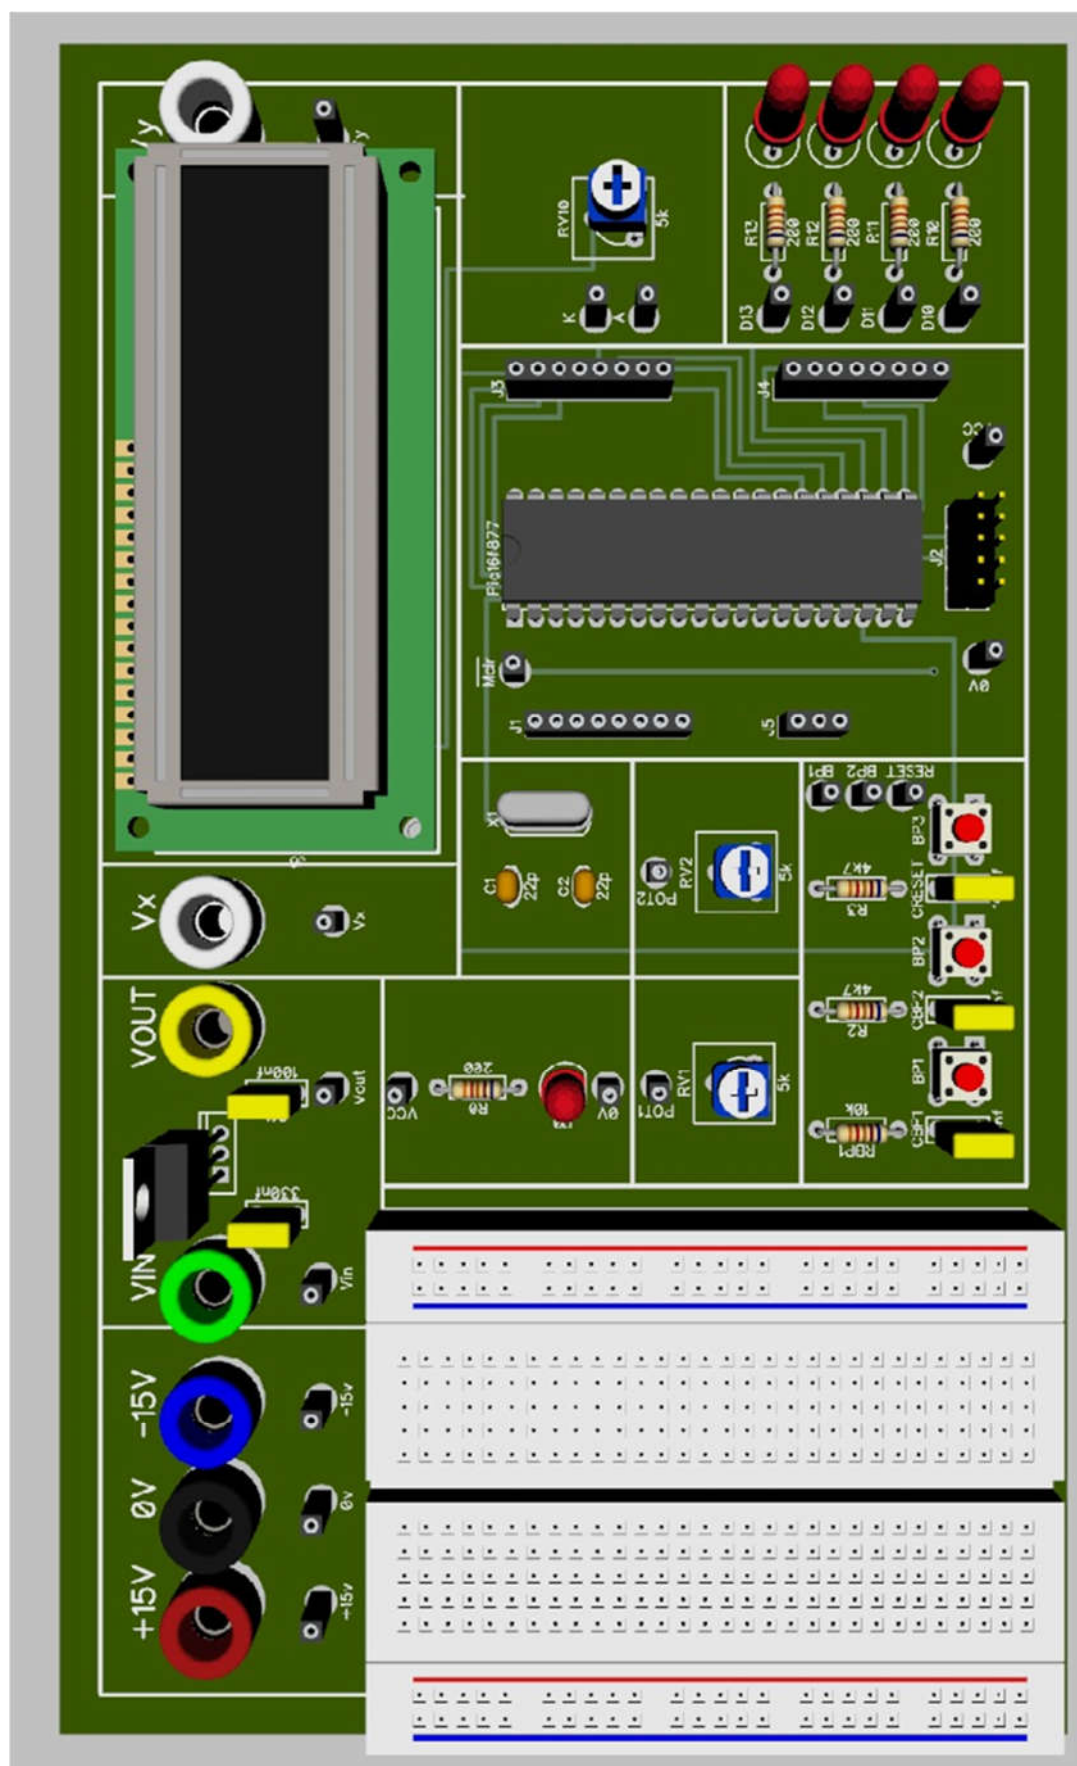 RV10
5k
R13
200
R12
200
R11
200
R10
200
K
A
D13
D12
D11
D10
J3
J4
Pic16f877
J2
Mclr
0V
J1
J5
BP1
BP2
RESET
X1
C1
22p
C2
22p
POT2
RV2
5k
4k7
R3
CRESET
BP3
Vx
Vx
VOUT
100nf
Vout
VCC
200
R0
0V
POT1
RV1
5k
4k7
R2
CBP2
BP2
10k
RBP1
CBP1
BP1
330nf
VIN
Vin
-15V
-15v
0V
0v
+15V
+15v